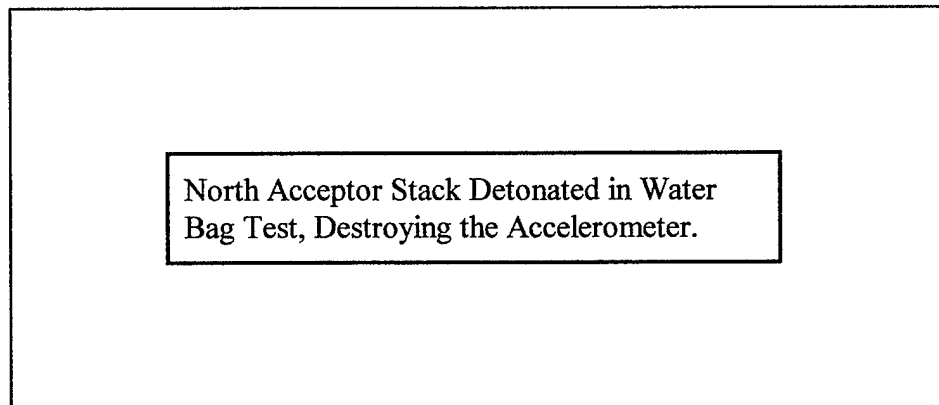 North Acceptor Stack Detonated in Water
Bag Test, Destroying the Accelerometer.